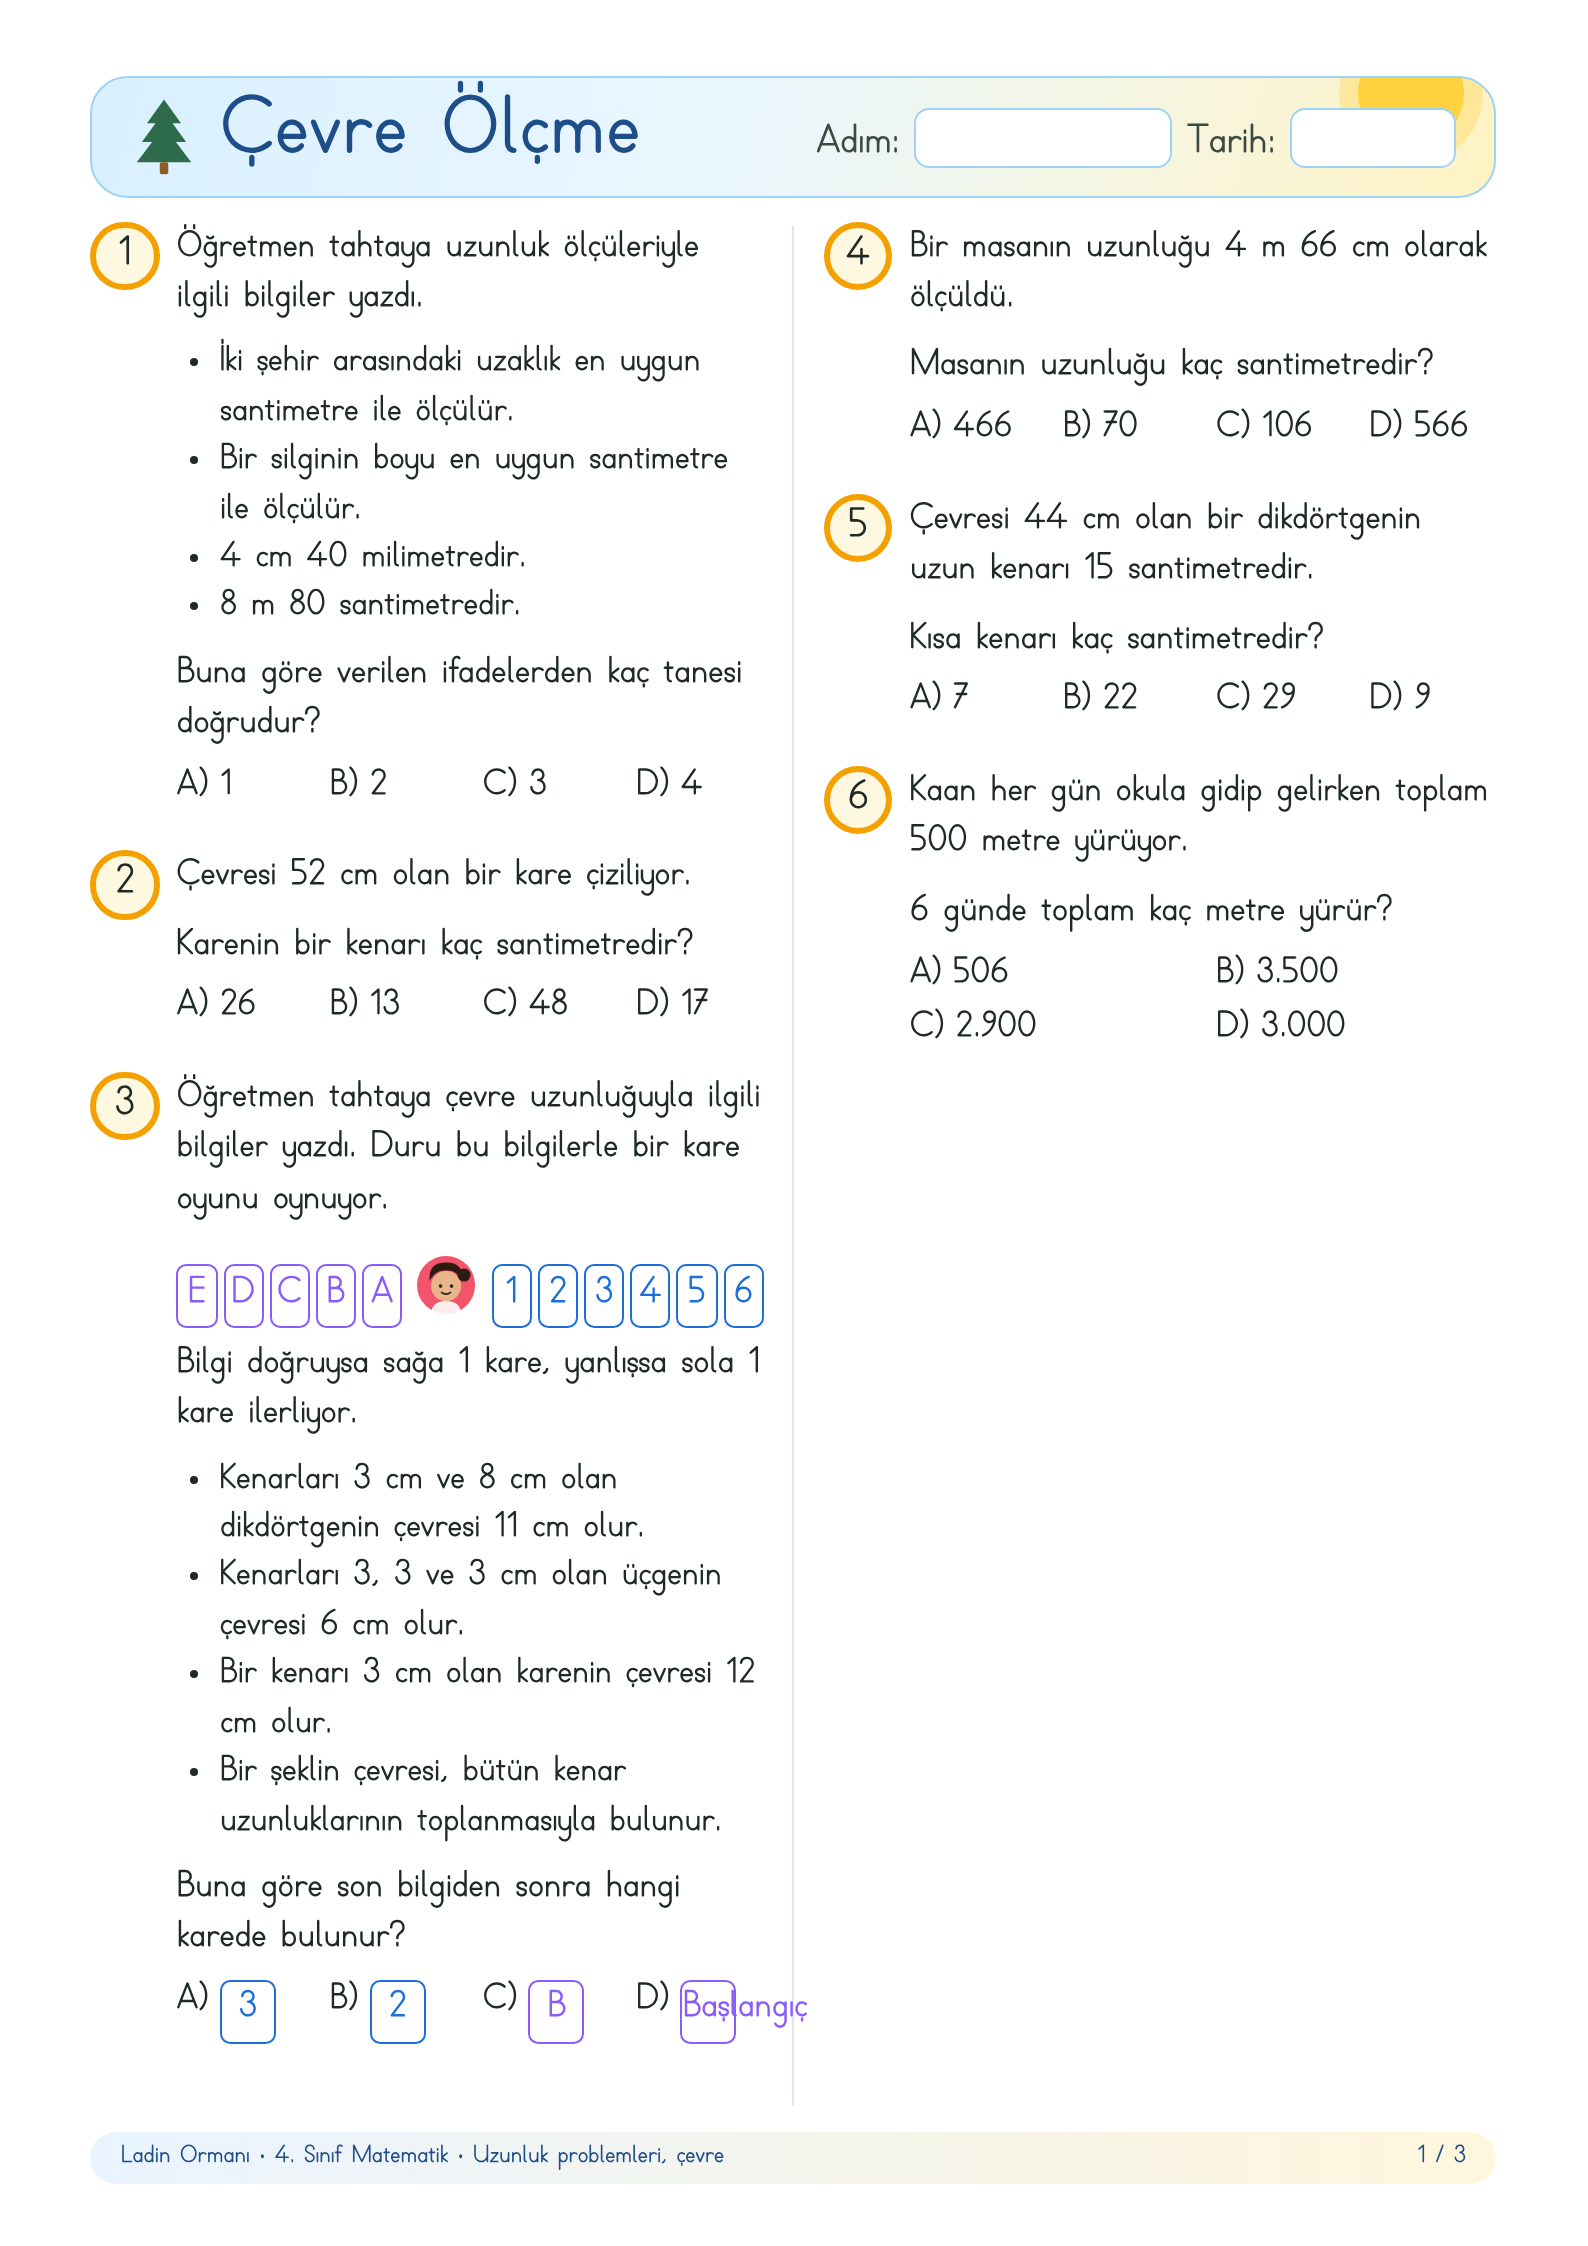 Çevre Ölçme
Adım:
Tarih:
1
Öğretmen tahtaya uzunluk ölçüleriyle
ilgili bilgiler yazdı.
• İki şehir arasındaki uzaklık en uygun
santimetre ile ölçülür.
• Bir silginin boyu en uygun santimetre
ile ölçülür.
• 4 cm 40 milimetredir.
• 8 m 80 santimetredir.
Buna göre verilen ifadelerden kaç tanesi
doğrudur?
A) 1 B) 2 C) 3 D) 4
2
Çevresi 52 cm olan bir kare çiziliyor.
Karenin bir kenarı kaç santimetredir?
A) 26 B) 13 C) 48 D) 17
3
Öğretmen tahtaya çevre uzunluğuyla ilgili
bilgiler yazdı. Duru bu bilgilerle bir kare
oyunu oynuyor.
E D C B A 1 2 3 4 5 6
Bilgi doğruysa sağa 1 kare, yanlışsa sola 1
kare ilerliyor.
• Kenarları 3 cm ve 8 cm olan
dikdörtgenin çevresi 11 cm olur.
• Kenarları 3, 3 ve 3 cm olan üçgenin
çevresi 6 cm olur.
• Bir kenarı 3 cm olan karenin çevresi 12
cm olur.
• Bir şeklin çevresi, bütün kenar
uzunluklarının toplanmasıyla bulunur.
Buna göre son bilgiden sonra hangi
karede bulunur?
A) 3 B) 2 C) B D) Başlangıç
4
Bir masanın uzunluğu 4 m 66 cm olarak
ölçüldü.
Masanın uzunluğu kaç santimetredir?
A) 466 B) 70 C) 106 D) 566
5
Çevresi 44 cm olan bir dikdörtgenin
uzun kenarı 15 santimetredir.
Kısa kenarı kaç santimetredir?
A) 7 B) 22 C) 29 D) 9
6
Kaan her gün okula gidip gelirken toplam
500 metre yürüyor.
6 günde toplam kaç metre yürür?
A) 506 B) 3.500
C) 2.900 D) 3.000
Ladin Ormanı • 4. Sınıf Matematik • Uzunluk problemleri, çevre
1 / 3